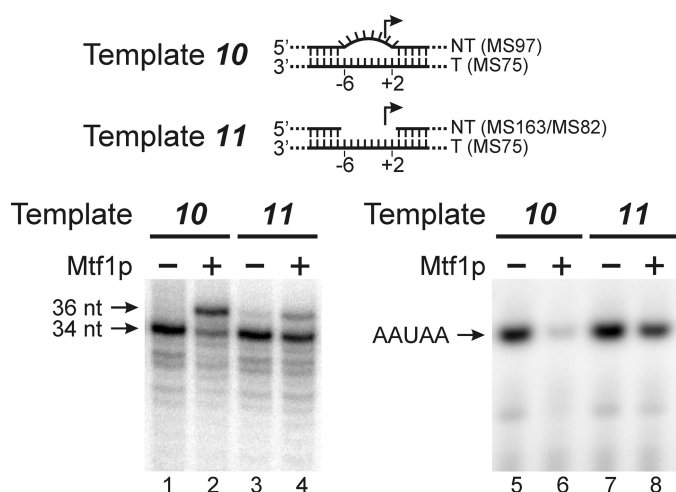 Template 10
5’ NT (MS97)
3’ T (MS75)
-6 +2
Template 11
5’ NT (MS163/MS82)
3’ T (MS75)
-6 +2
Template 10 11
Mtf1p − + − +
36 nt
34 nt
1 2 3 4
Template 10 11
Mtf1p − + − +
AAUAA
5 6 7 8